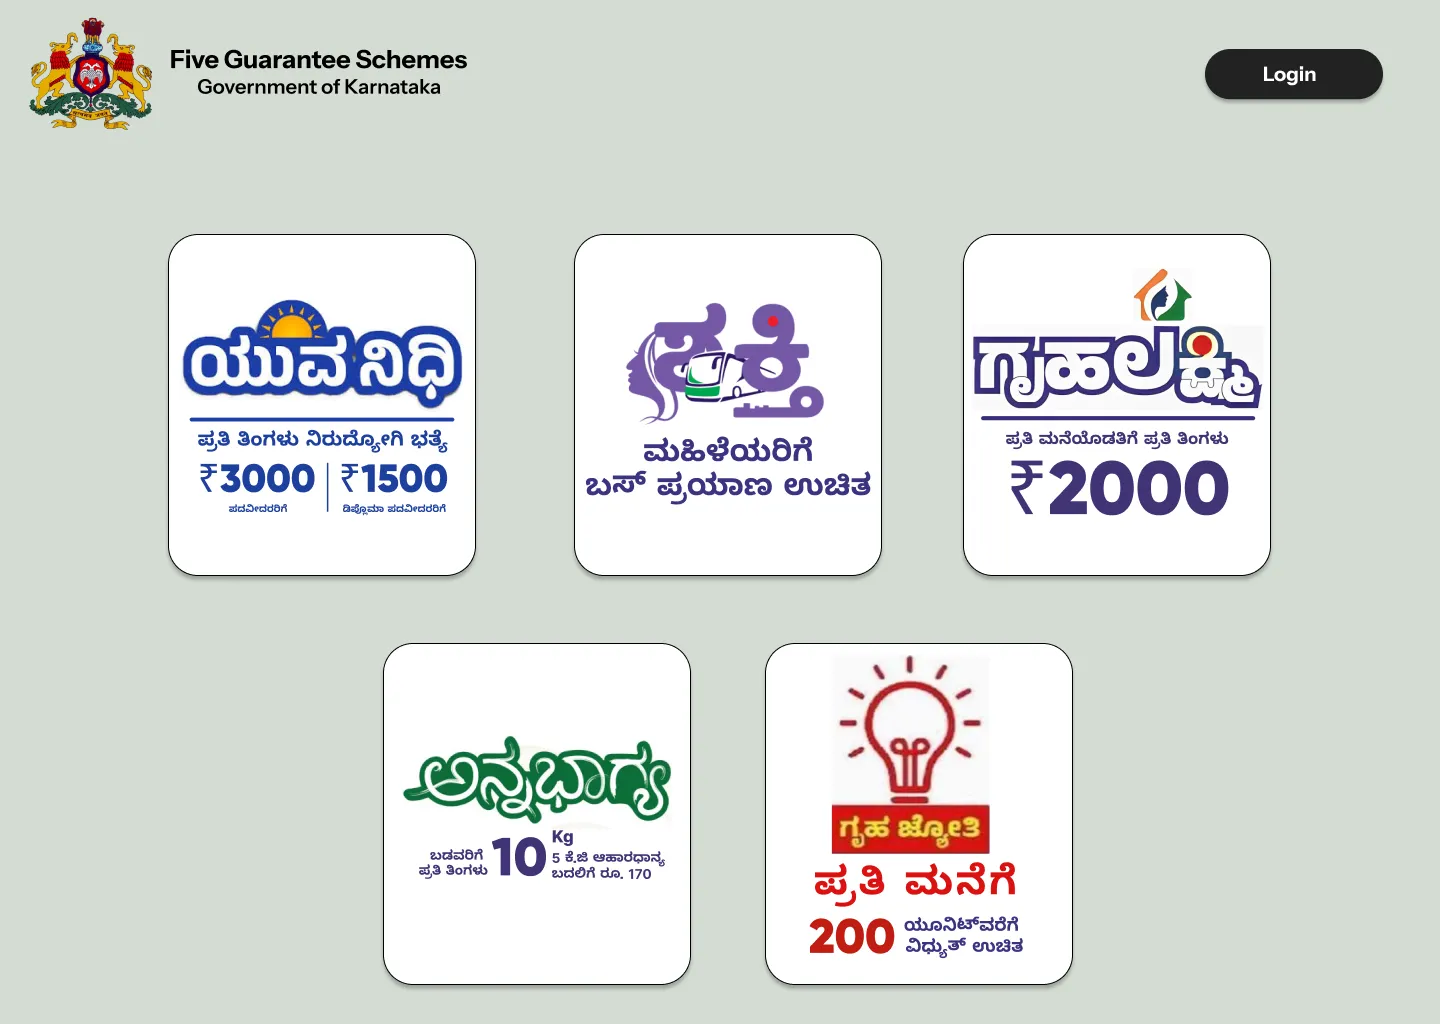 Five Guarantee Schemes
Government of Karnataka
Login
ಯುವನಿಧಿ
ಪ್ರತಿ ತಿಂಗಳು ನಿರುದ್ಯೋಗಿ ಭತ್ಯೆ
₹3000
ಪದವೀದರರಿಗೆ
₹1500
ಡಿಪ್ಲೊಮಾ ಪದವೀದರರಿಗೆ
ಶಕ್ತಿ
ಮಹಿಳೆಯರಿಗೆ
ಬಸ್ ಪ್ರಯಾಣ ಉಚಿತ
ಗೃಹಲಕ್ಷ್ಮಿ
ಪ್ರತಿ ಮನೆಯೊಡತಿಗೆ ಪ್ರತಿ ತಿಂಗಳು
₹2000
ಅನ್ನಭಾಗ್ಯ
ಬಡವರಿಗೆ
ಪ್ರತಿ ತಿಂಗಳು
10 Kg
5 ಕೆ.ಜಿ ಆಹಾರಧಾನ್ಯ
ಬದಲಿಗೆ ರೂ. 170
ಗೃಹ ಜ್ಯೋತಿ
ಪ್ರತಿ ಮನೆಗೆ
200
ಯೂನಿಟ್‌ವರೆಗೆ
ವಿಧ್ಯುತ್ ಉಚಿತ